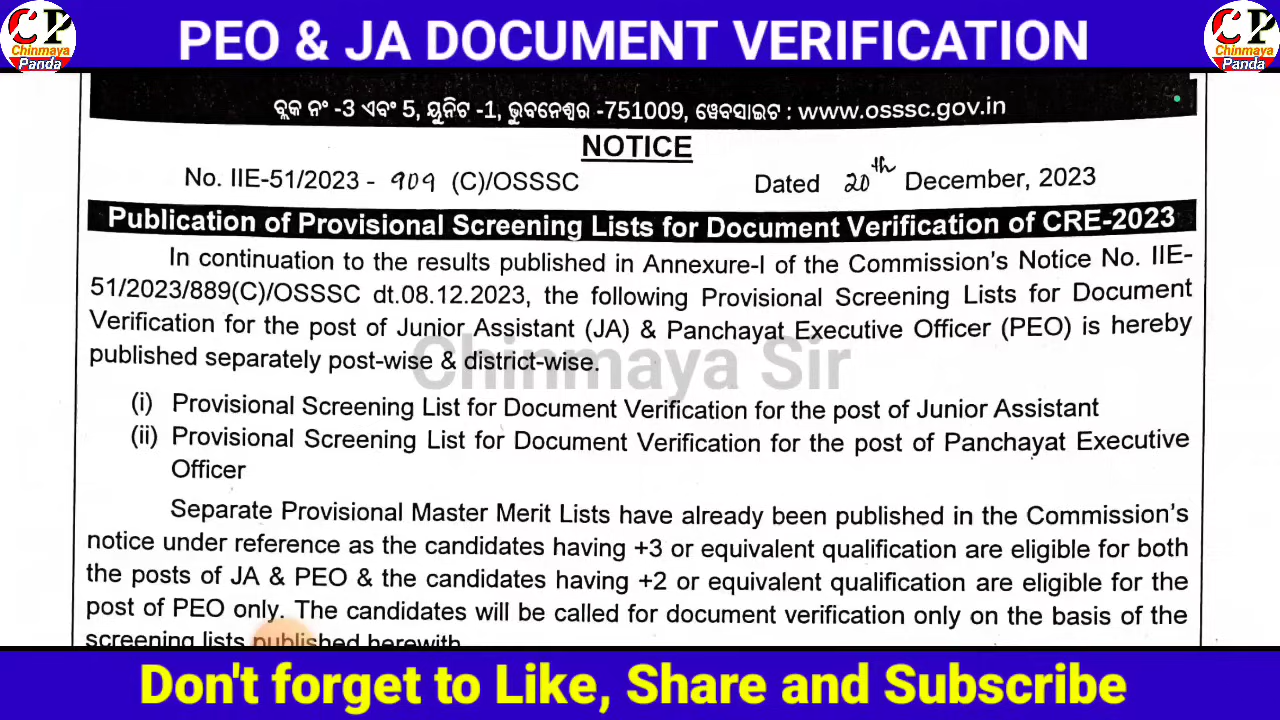 PEO & JA DOCUMENT VERIFICATION
CP
Chinmaya
Panda
CP
Chinmaya
Panda
ବ୍ଲକ ନଂ -3 ଏବଂ 5, ୟୁନିଟ -1, ଭୁବନେଶ୍ୱର -751009, ୱେବସାଇଟ : www.osssc.gov.in
NOTICE
No. IIE-51/2023 - 909 (C)/OSSSC Dated 20th December, 2023
Publication of Provisional Screening Lists for Document Verification of CRE-2023
In continuation to the results published in Annexure-I of the Commission's Notice No. IIE-
51/2023/889(C)/OSSSC dt.08.12.2023, the following Provisional Screening Lists for Document
Verification for the post of Junior Assistant (JA) & Panchayat Executive Officer (PEO) is hereby
published separately post-wise & district-wise.
Chinmaya Sir
(i) Provisional Screening List for Document Verification for the post of Junior Assistant
(ii) Provisional Screening List for Document Verification for the post of Panchayat Executive
Officer
Separate Provisional Master Merit Lists have already been published in the Commission's
notice under reference as the candidates having +3 or equivalent qualification are eligible for both
the posts of JA & PEO & the candidates having +2 or equivalent qualification are eligible for the
post of PEO only. The candidates will be called for document verification only on the basis of the
screening lists published herewith
Don't forget to Like, Share and Subscribe